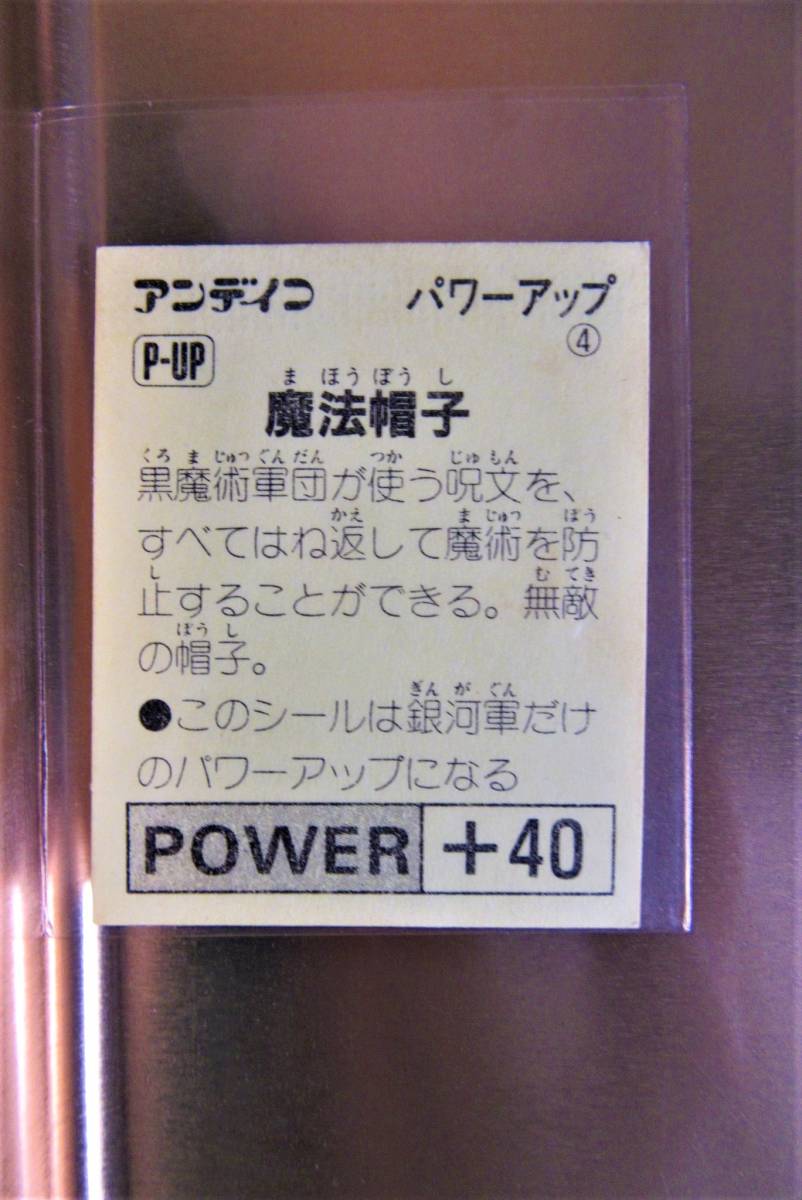 アンデイコ パワーアップ
④
P-UP
まほうぼうし
魔法帽子
くろまじゅつぐんだん つか じゅもん
黒魔術軍団が使う呪文を、
かえ まじゅつ ぼう
すべてはね返して魔術を防
し むてき
止することができる。無敵
ぼうし
の帽子。
ぎんがぐん
●このシールは銀河軍だけ
のパワーアップになる
POWER +40